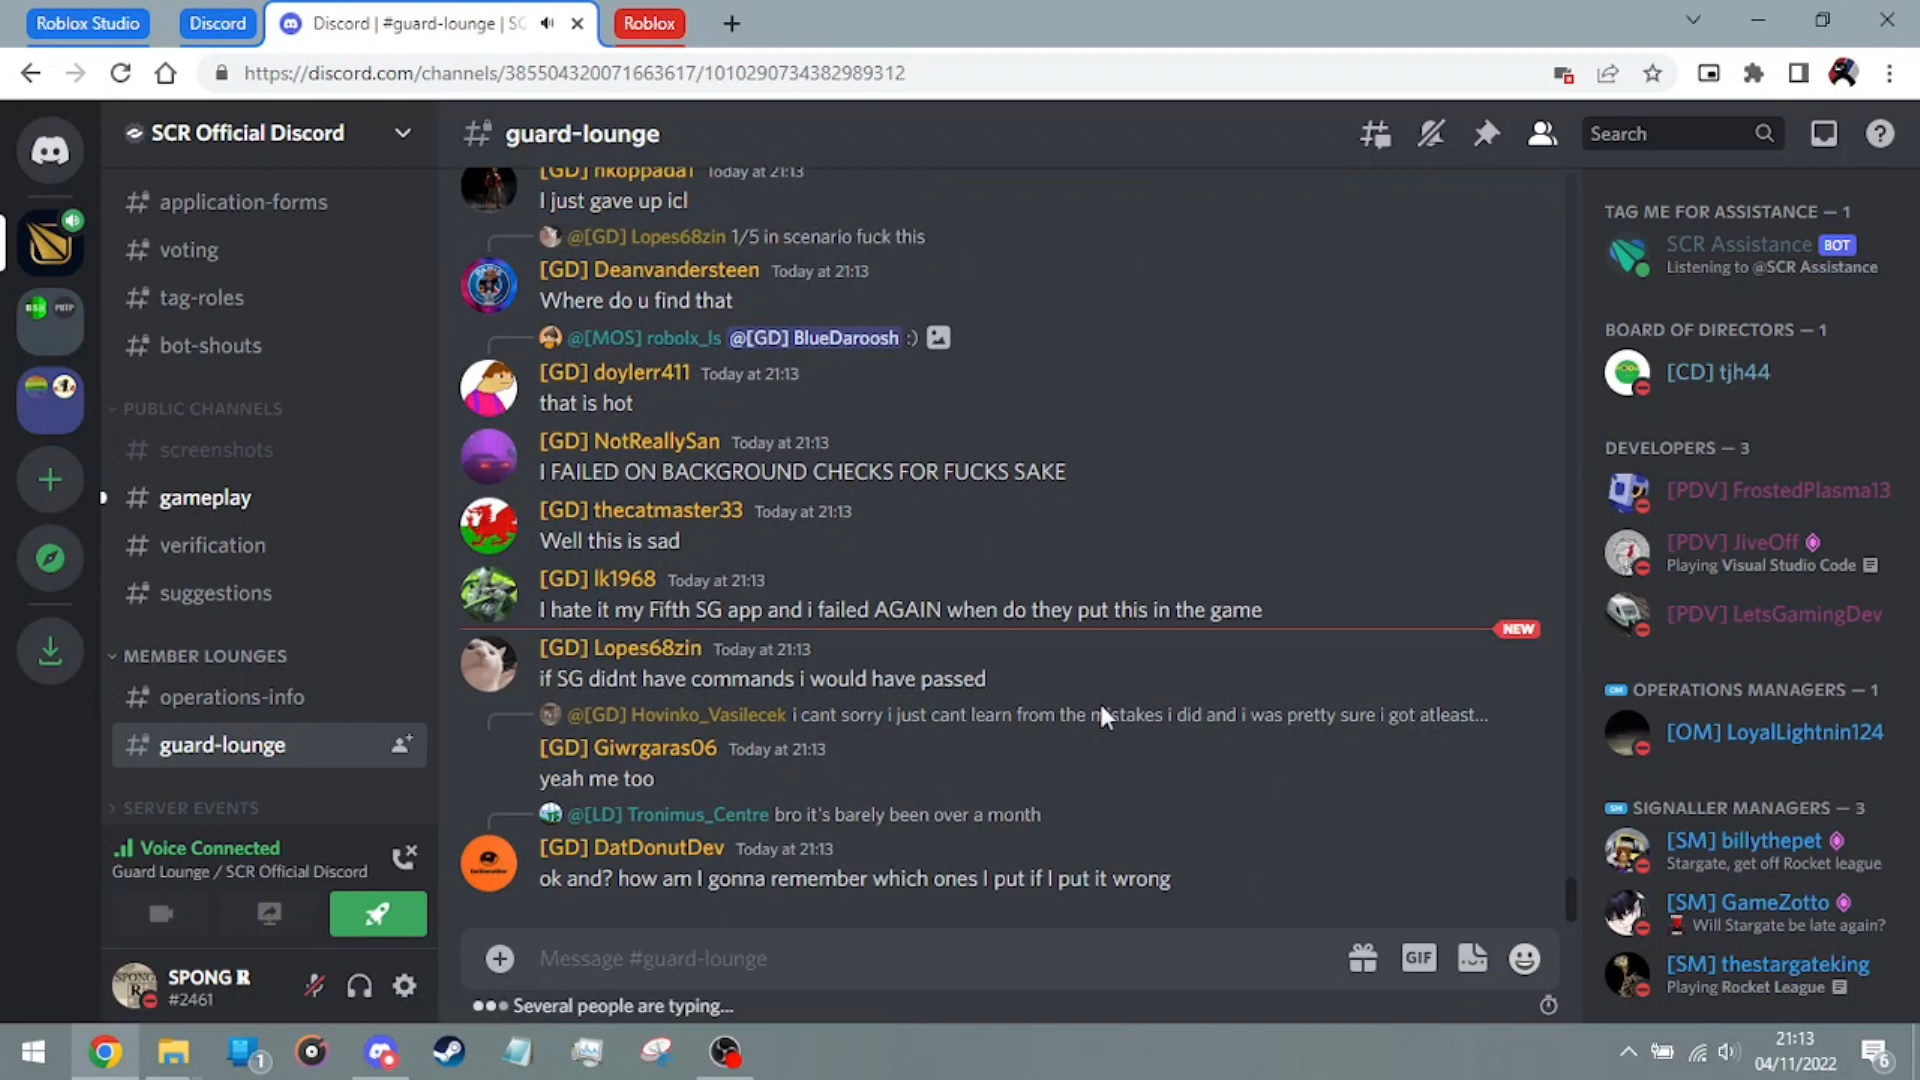 Roblox Studio
Discord
Discord | #guard-lounge | SC
Roblox
https://discord.com/channels/385504320071663617/1010290734382989312
SCR Official Discord
application-forms
voting
tag-roles
bot-shouts
PUBLIC CHANNELS
screenshots
gameplay
verification
suggestions
MEMBER LOUNGES
operations-info
guard-lounge
SERVER EVENTS
Voice Connected
Guard Lounge / SCR Official Discord
SPONG R
#2461
guard-lounge
Search
[GD] nkoppada1 Today at 21:13
I just gave up icl
@[GD] Lopes68zin 1/5 in scenario fuck this
[GD] Deanvandersteen Today at 21:13
Where do u find that
@[MOS] robolx_ls @[GD] BlueDaroosh :)
[GD] doylerr411 Today at 21:13
that is hot
[GD] NotReallySan Today at 21:13
I FAILED ON BACKGROUND CHECKS FOR FUCKS SAKE
[GD] thecatmaster33 Today at 21:13
Well this is sad
[GD] lk1968 Today at 21:13
I hate it my Fifth SG app and i failed AGAIN when do they put this in the game
NEW
[GD] Lopes68zin Today at 21:13
if SG didnt have commands i would have passed
@[GD] Hovinko_Vasilecek i cant sorry i just cant learn from the mistakes i did and i was pretty sure i got atleast...
[GD] Giwrgaras06 Today at 21:13
yeah me too
@[LD] Tronimus_Centre bro it's barely been over a month
[GD] DatDonutDev Today at 21:13
ok and? how am I gonna remember which ones I put if I put it wrong
Message #guard-lounge
GIF
Several people are typing...
TAG ME FOR ASSISTANCE — 1
SCR Assistance BOT
Listening to @SCR Assistance
BOARD OF DIRECTORS — 1
[CD] tjh44
DEVELOPERS — 3
[PDV] FrostedPlasma13
[PDV] JiveOff
Playing Visual Studio Code
[PDV] LetsGamingDev
OM OPERATIONS MANAGERS — 1
[OM] LoyalLightnin124
SM SIGNALLER MANAGERS — 3
[SM] billythepet
Stargate, get off Rocket league
[SM] GameZotto
Will Stargate be late again?
[SM] thestargateking
Playing Rocket League
1
21:13
04/11/2022
6